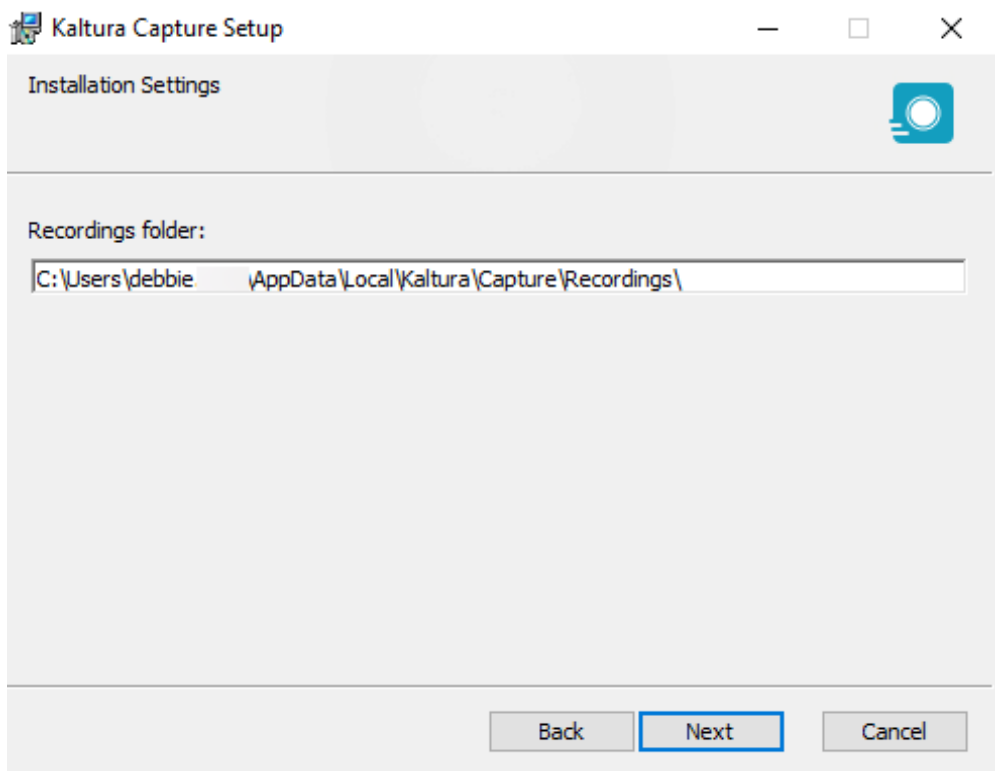 Kaltura Capture Setup
Installation Settings
Recordings folder:
C:\Users\debbie.     \AppData\Local\Kaltura\Capture\Recordings\
Back Next Cancel